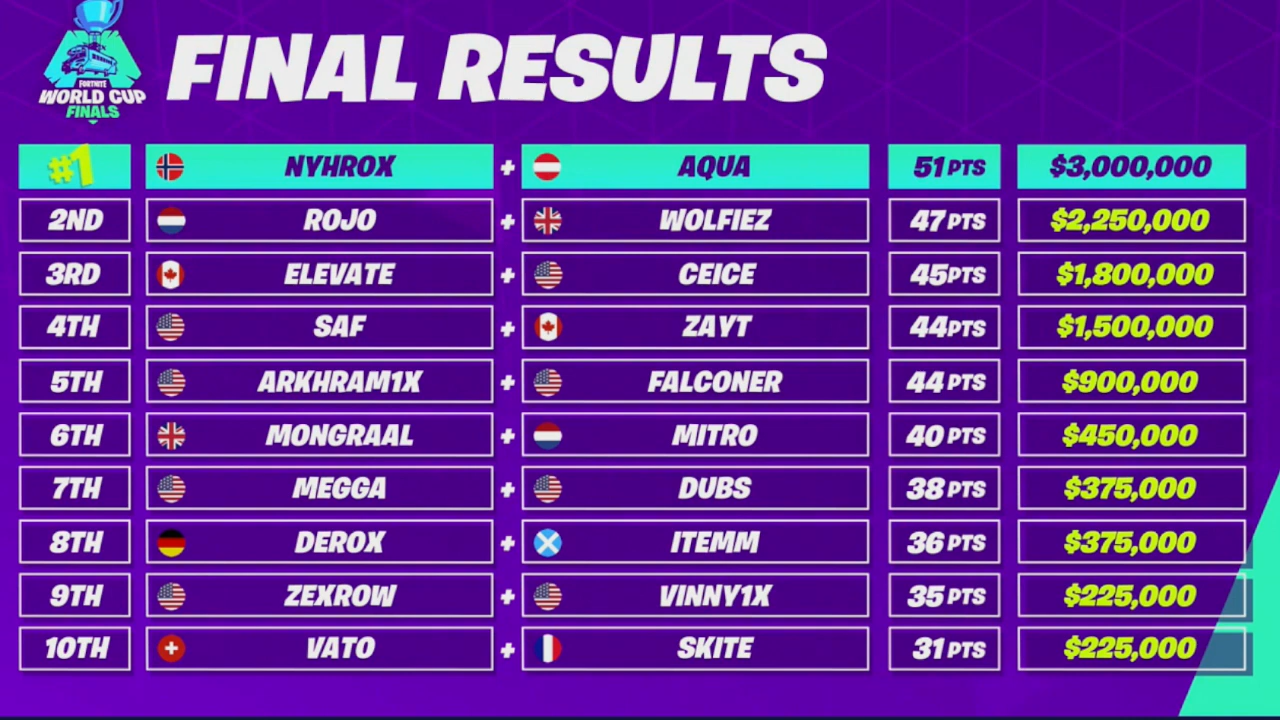 FORTNITE
WORLD CUP
FINALS
FINAL RESULTS
#1 NYHROX + AQUA 51 PTS $3,000,000
2ND ROJO + WOLFIEZ 47 PTS $2,250,000
3RD ELEVATE + CEICE 45 PTS $1,800,000
4TH SAF + ZAYT 44 PTS $1,500,000
5TH ARKHRAM1X + FALCONER 44 PTS $900,000
6TH MONGRAAL + MITRO 40 PTS $450,000
7TH MEGGA + DUBS 38 PTS $375,000
8TH DEROX + ITEMM 36 PTS $375,000
9TH ZEXROW + VINNY1X 35 PTS $225,000
10TH VATO + SKITE 31 PTS $225,000